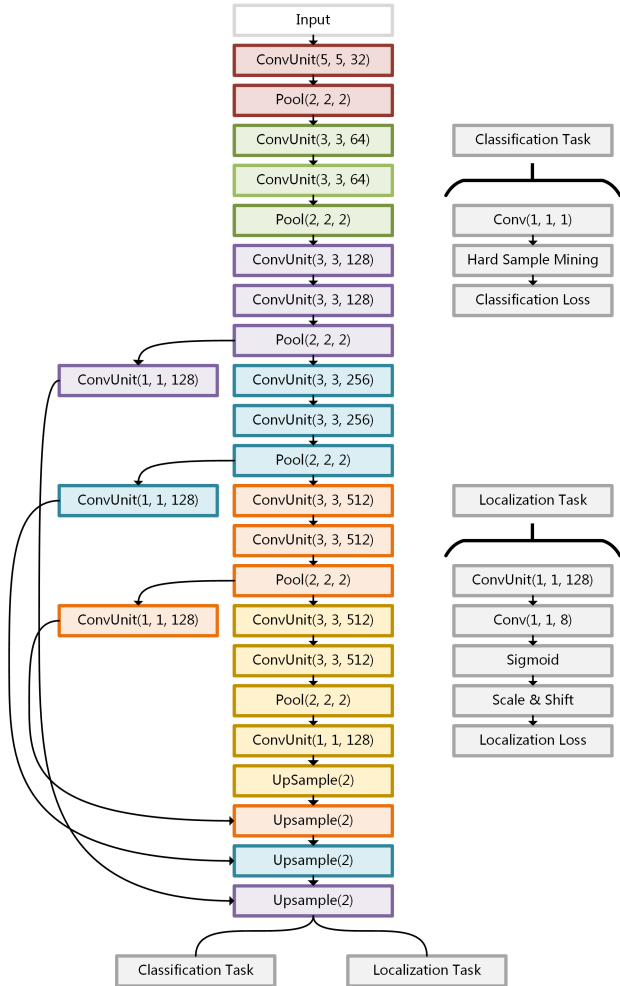 Input
ConvUnit(5, 5, 32)
Pool(2, 2, 2)
ConvUnit(3, 3, 64)
ConvUnit(3, 3, 64)
Pool(2, 2, 2)
ConvUnit(3, 3, 128)
ConvUnit(3, 3, 128)
Pool(2, 2, 2)
ConvUnit(1, 1, 128)
ConvUnit(3, 3, 256)
ConvUnit(3, 3, 256)
Pool(2, 2, 2)
ConvUnit(1, 1, 128)
ConvUnit(3, 3, 512)
ConvUnit(3, 3, 512)
Pool(2, 2, 2)
ConvUnit(1, 1, 128)
ConvUnit(3, 3, 512)
ConvUnit(3, 3, 512)
Pool(2, 2, 2)
ConvUnit(1, 1, 128)
UpSample(2)
Upsample(2)
Upsample(2)
Upsample(2)
Classification Task
Localization Task
Classification Task
Conv(1, 1, 1)
Hard Sample Mining
Classification Loss
Localization Task
ConvUnit(1, 1, 128)
Conv(1, 1, 8)
Sigmoid
Scale & Shift
Localization Loss